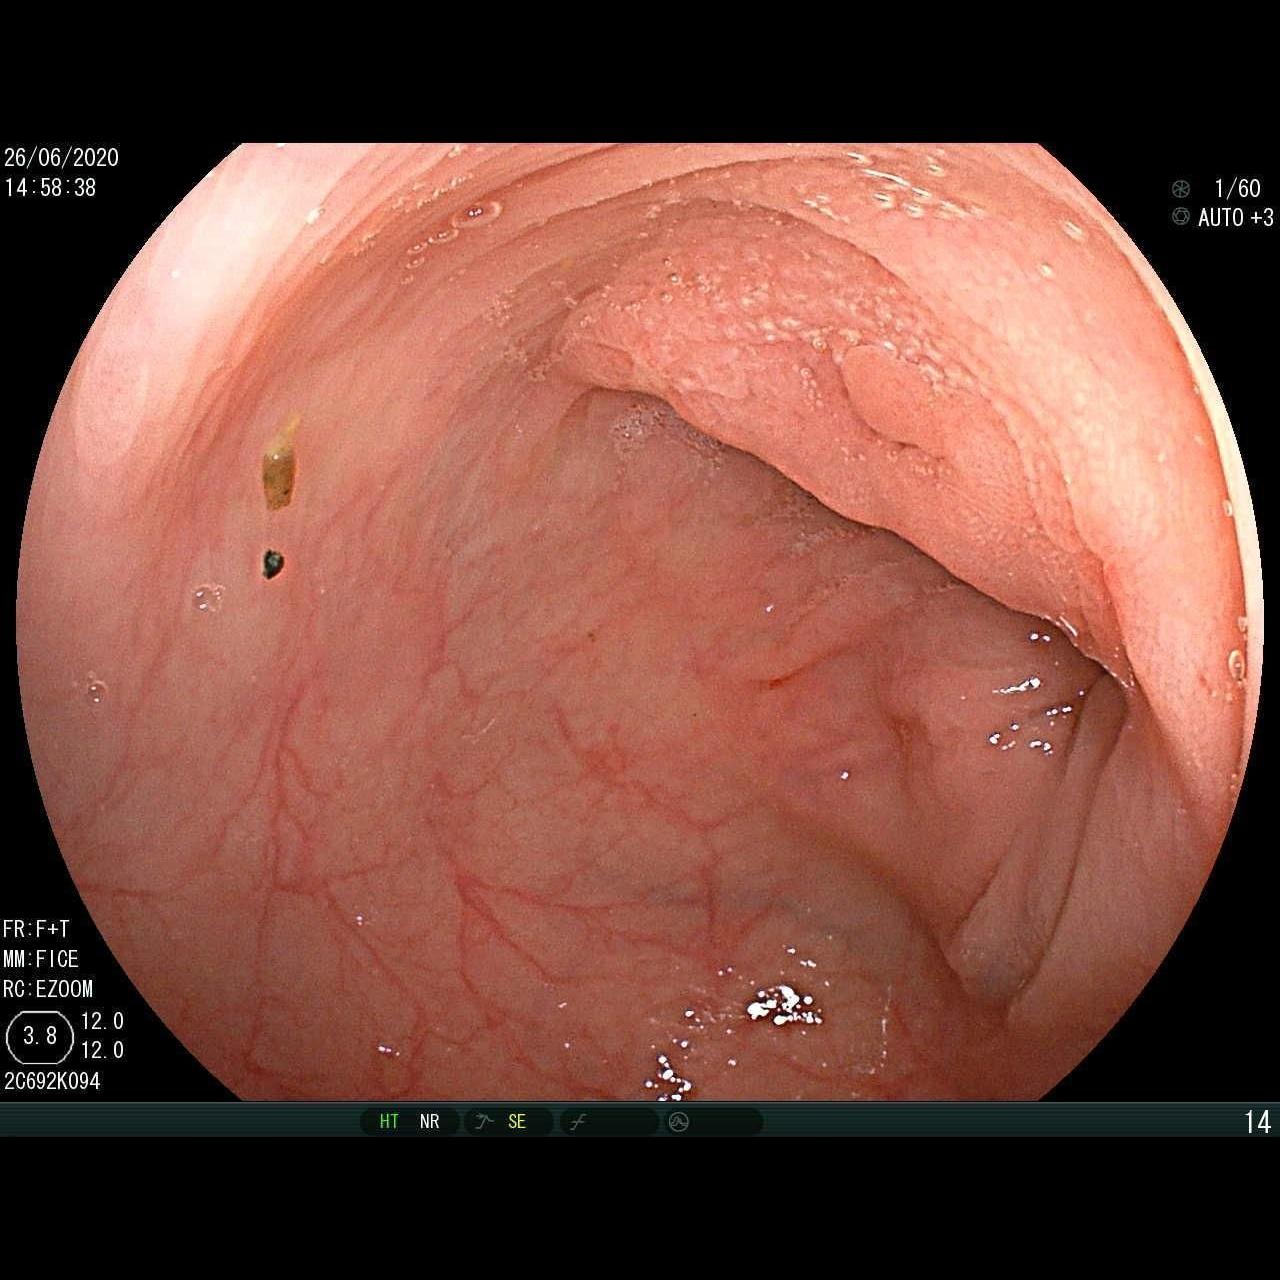 26/06/2020
14:58:38
1/60
AUTO +3
FR:F+T
MM:FICE
RC:EZOOM
3.8 12.0
12.0
2C692K094
HT NR SE
14